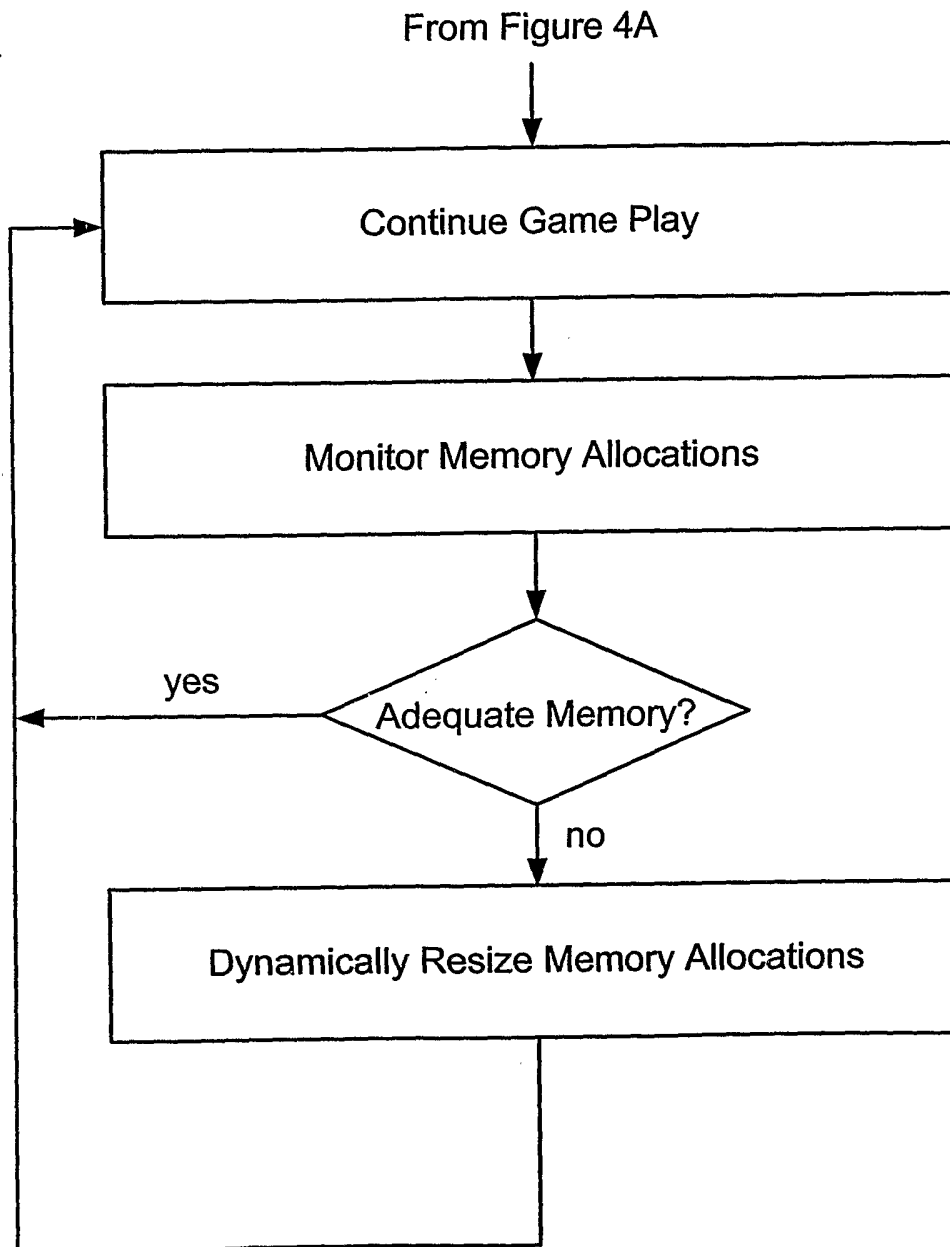 From Figure 4A
Continue Game Play
Monitor Memory Allocations
yes
Adequate Memory?
no
Dynamically Resize Memory Allocations